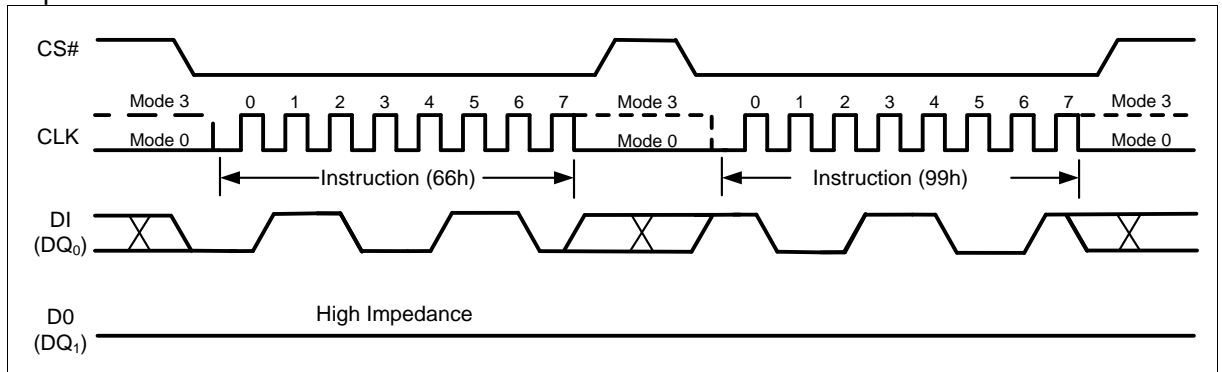 CS#
Mode 3 0 1 2 3 4 5 6 7 Mode 3 0 1 2 3 4 5 6 7 Mode 3
CLK
Mode 0 Mode 0 Mode 0
Instruction (66h) Instruction (99h)
DI
(DQ₀)
D0 High Impedance
(DQ₁)